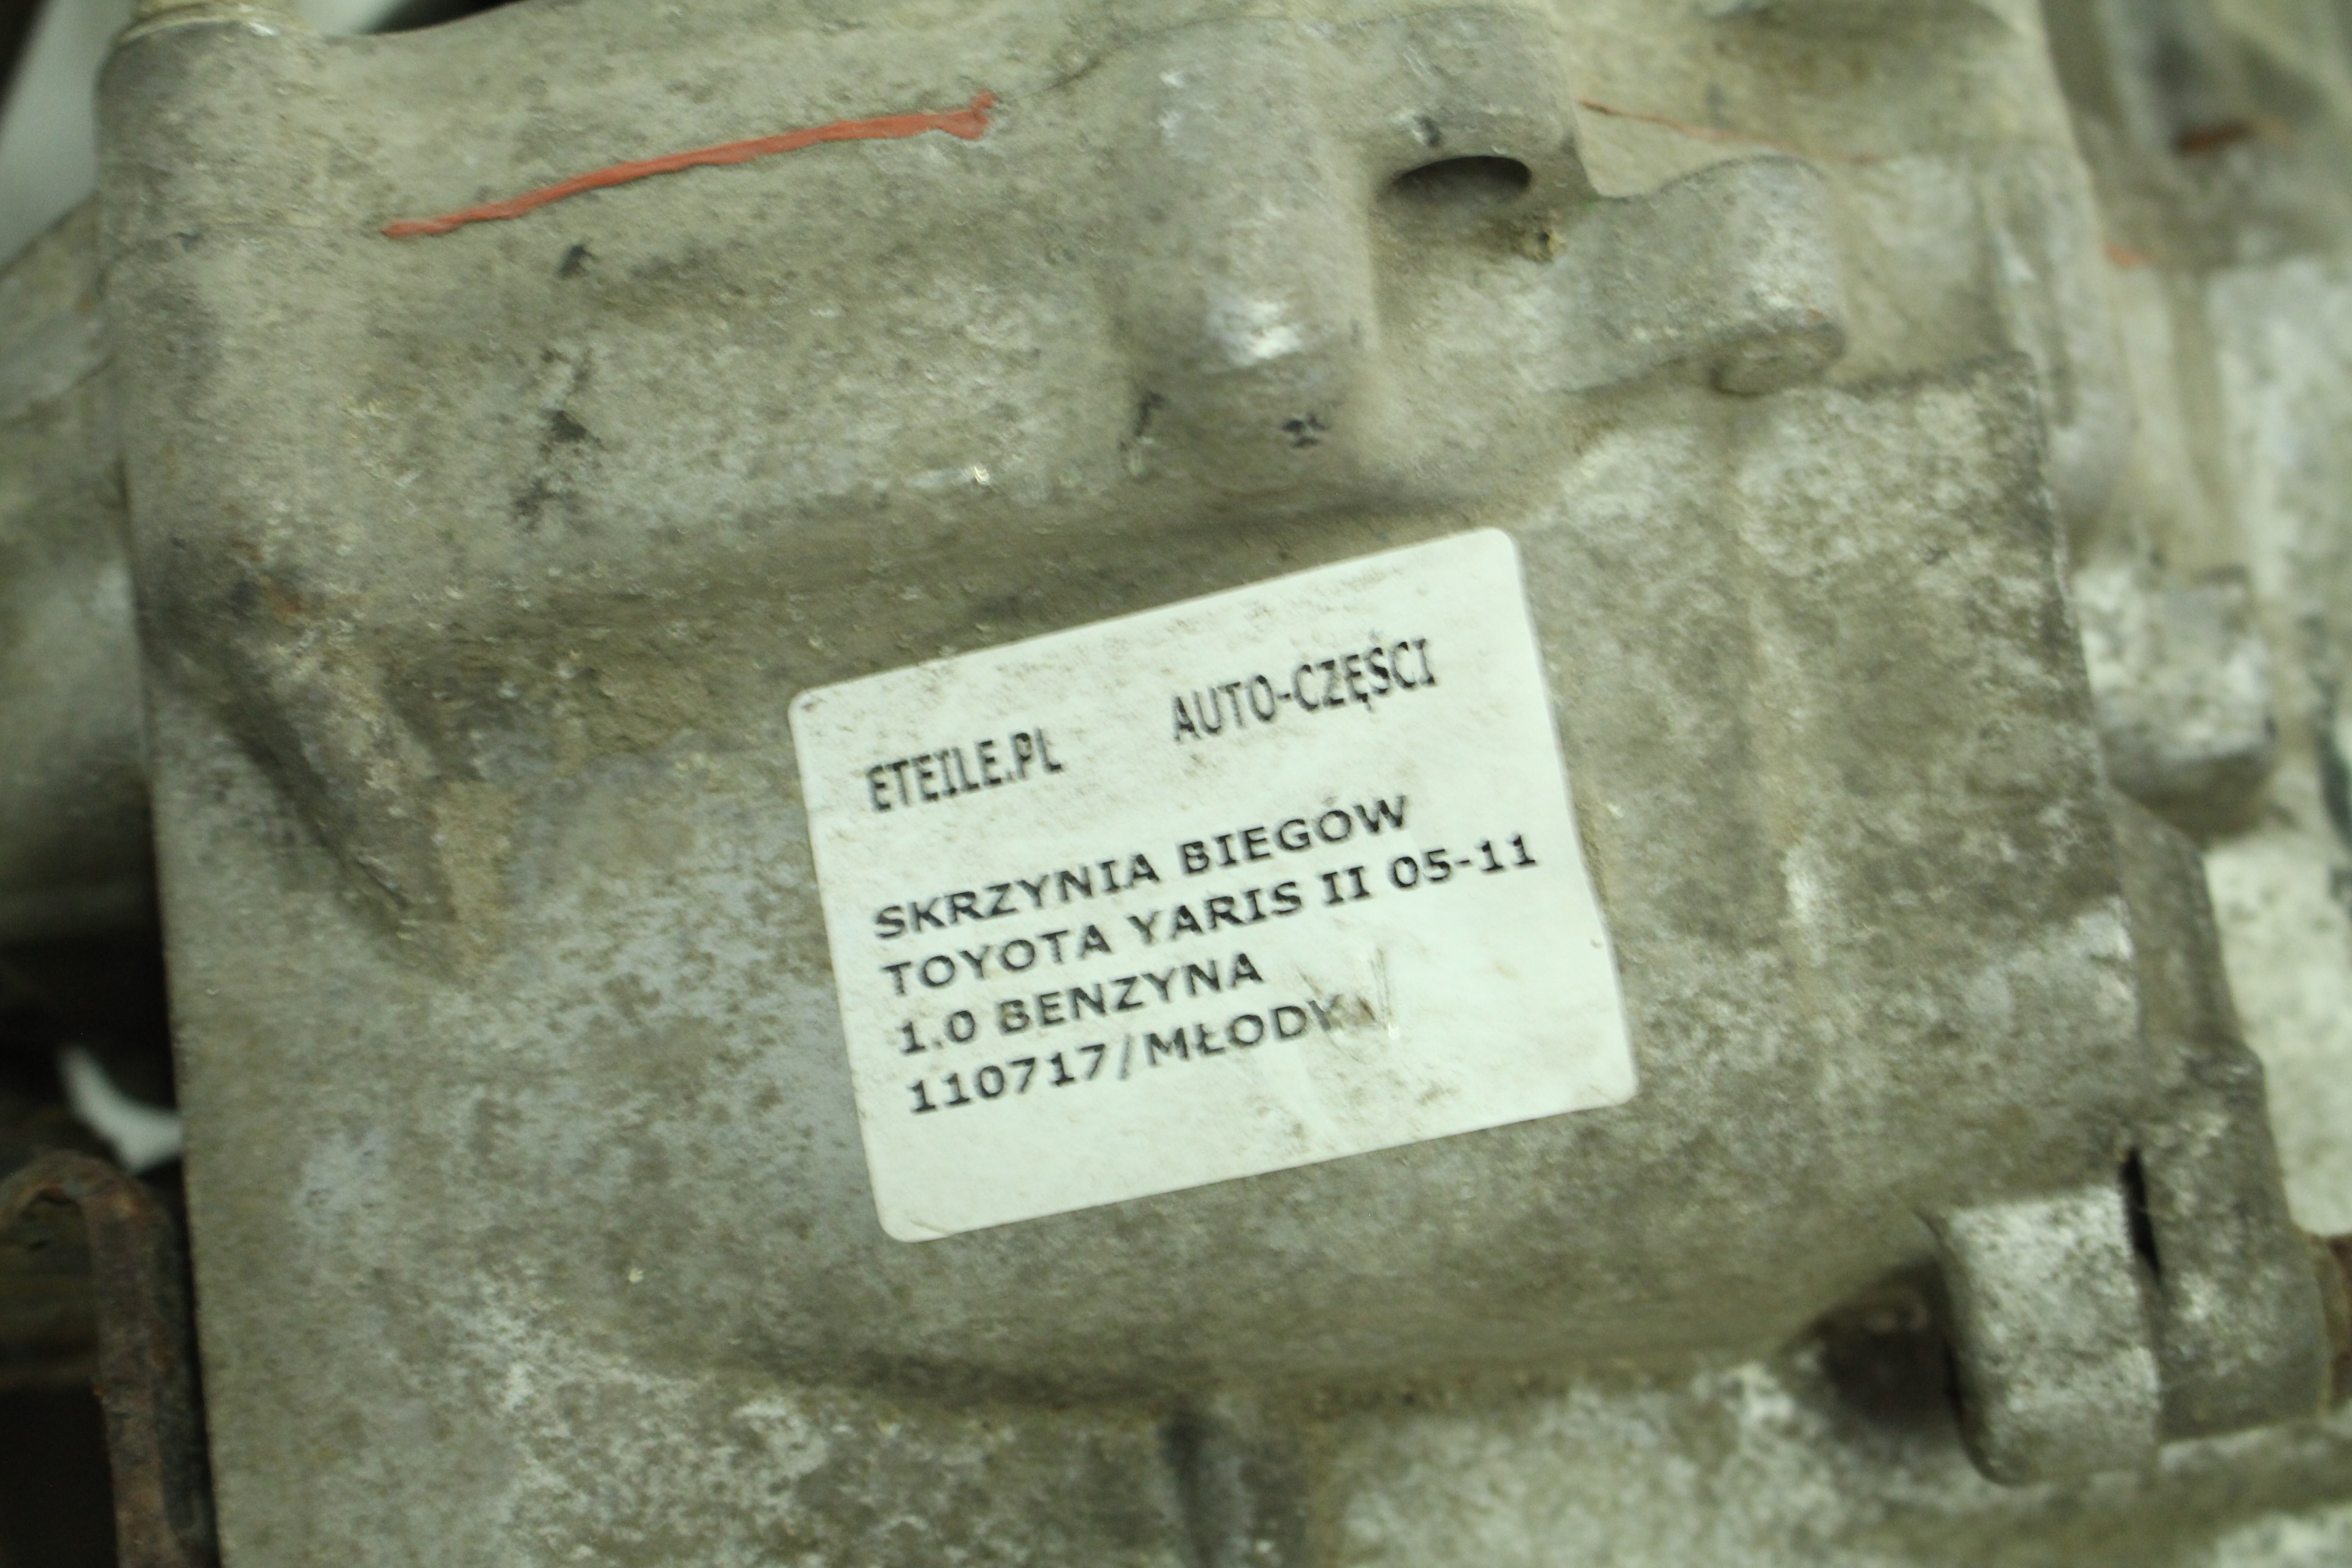 ETEILE.PL AUTO-CZĘŚCI
SKRZYNIA BIEGÓW
TOYOTA YARIS II 05-11
1.0 BENZYNA
110717/MŁODY